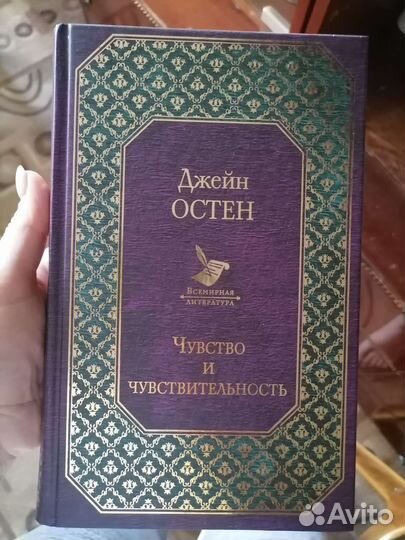 Джейн
ОСТЕН
ВСЕМИРНАЯ
ЛИТЕРАТУРА
ЧУВСТВО
И
ЧУВСТВИТЕЛЬНОСТЬ
Avito